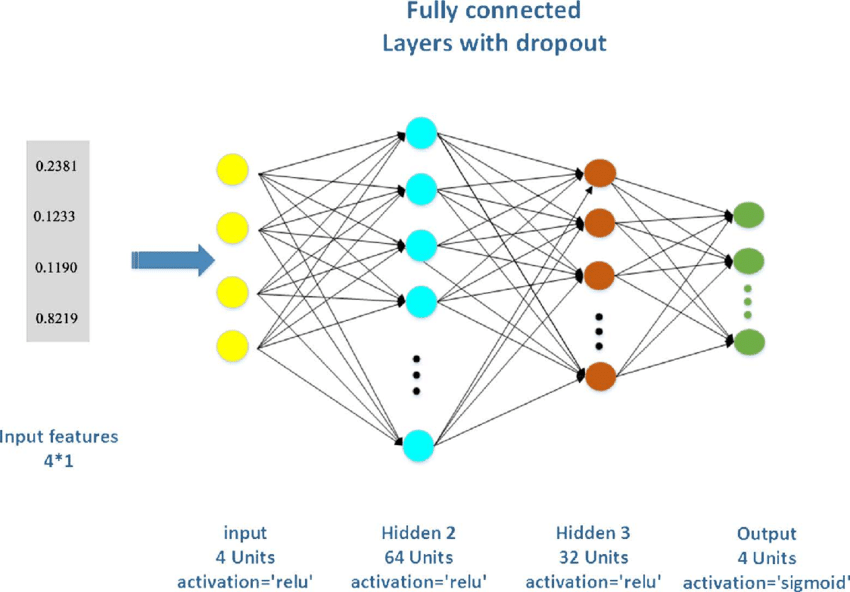 Fully connected
Layers with dropout
0.2381
0.1233
0.1190
0.8219
Input features
4*1
input
4 Units
activation='relu'
Hidden 2
64 Units
activation='relu'
Hidden 3
32 Units
activation='relu'
Output
4 Units
activation='sigmoid'